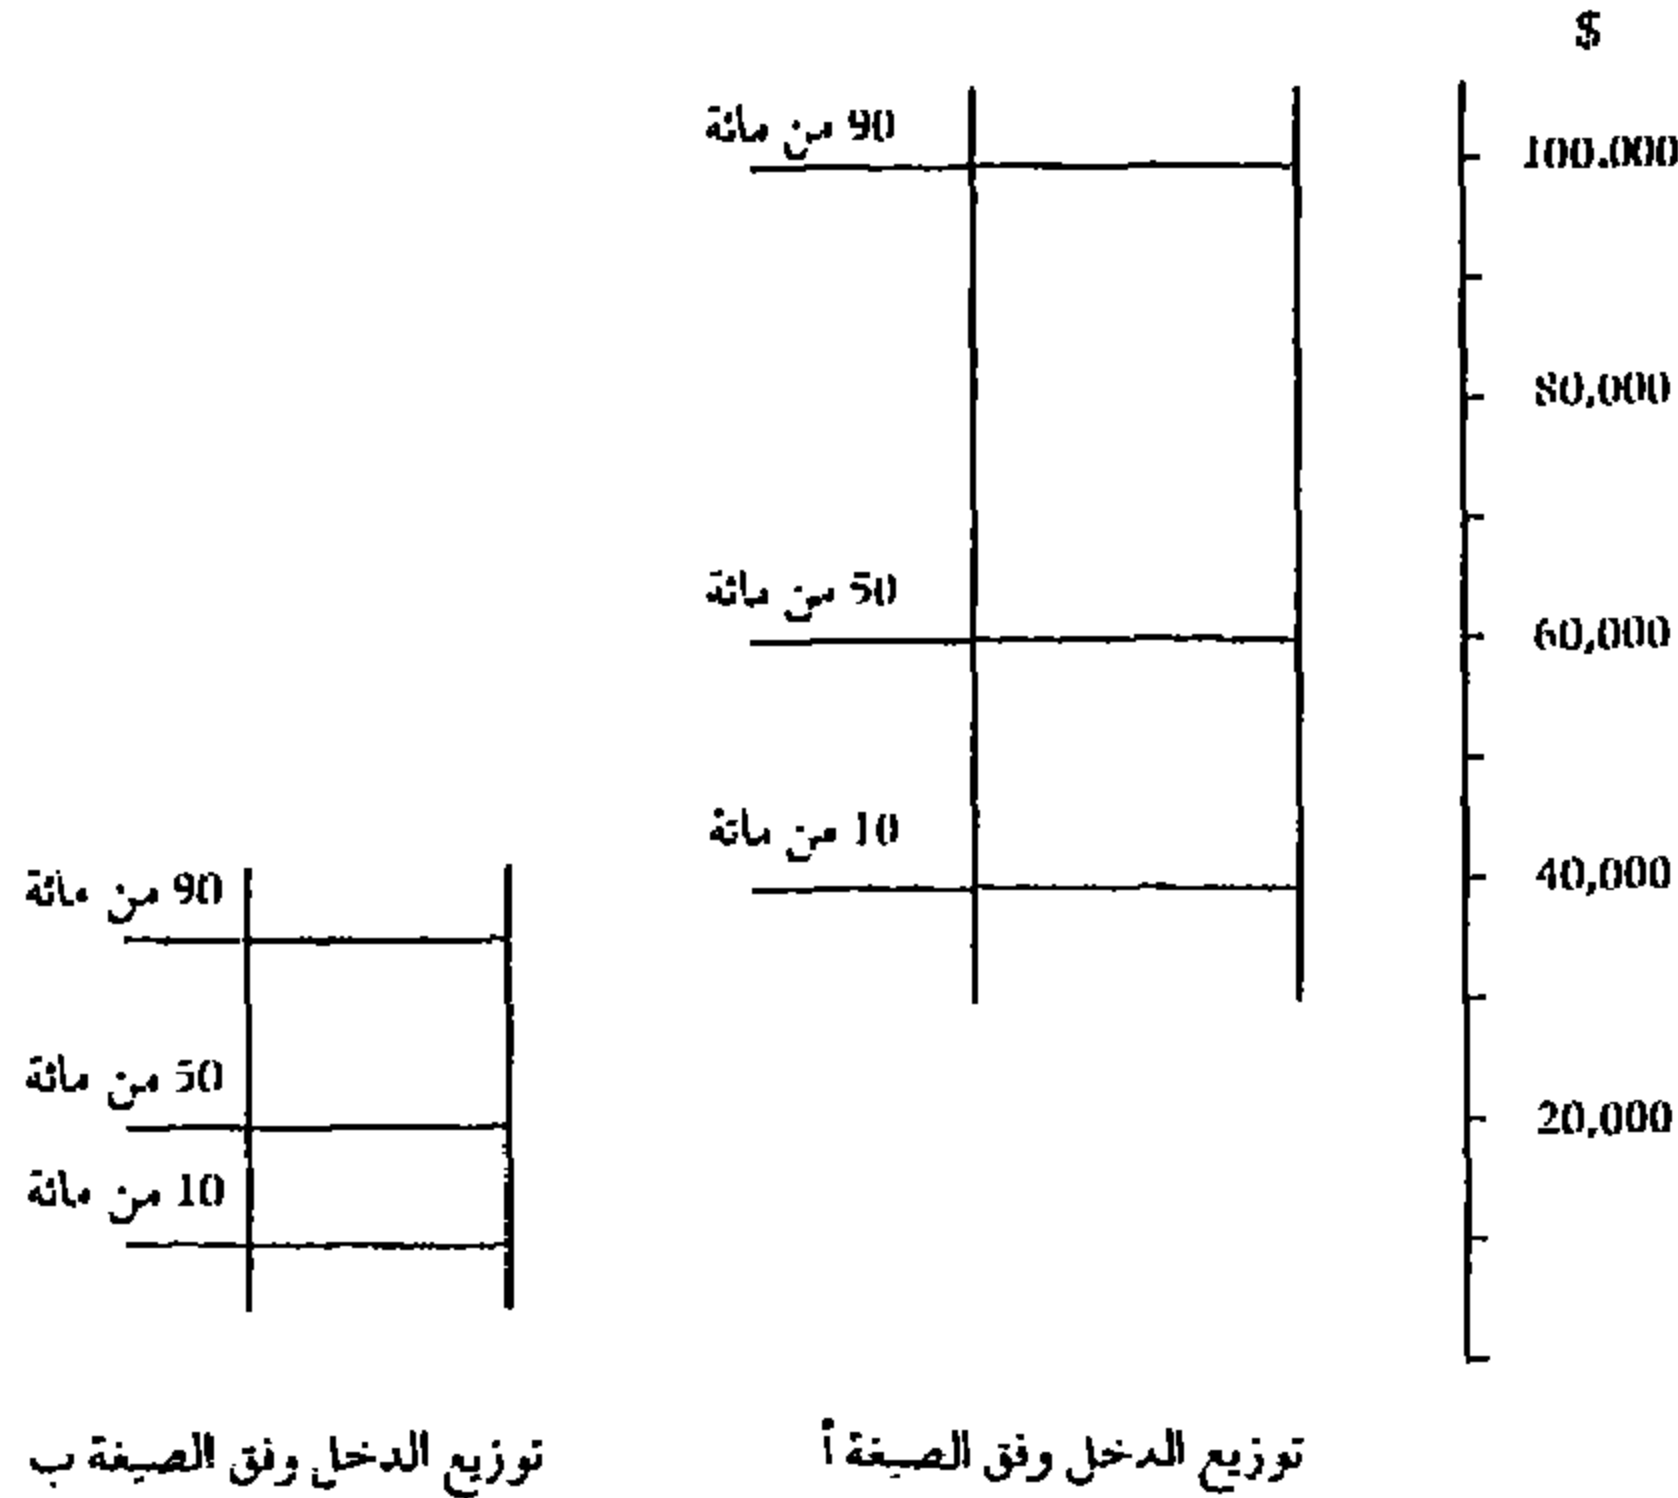 $
100.000
80,000
60,000
40,000
20,000
90 من مائة
50 من مائة
10 من مائة
90 من مائة
50 من مائة
10 من مائة
توزيع الدخل وفق الصيغة أ
توزيع الدخل وفق الصيغة ب